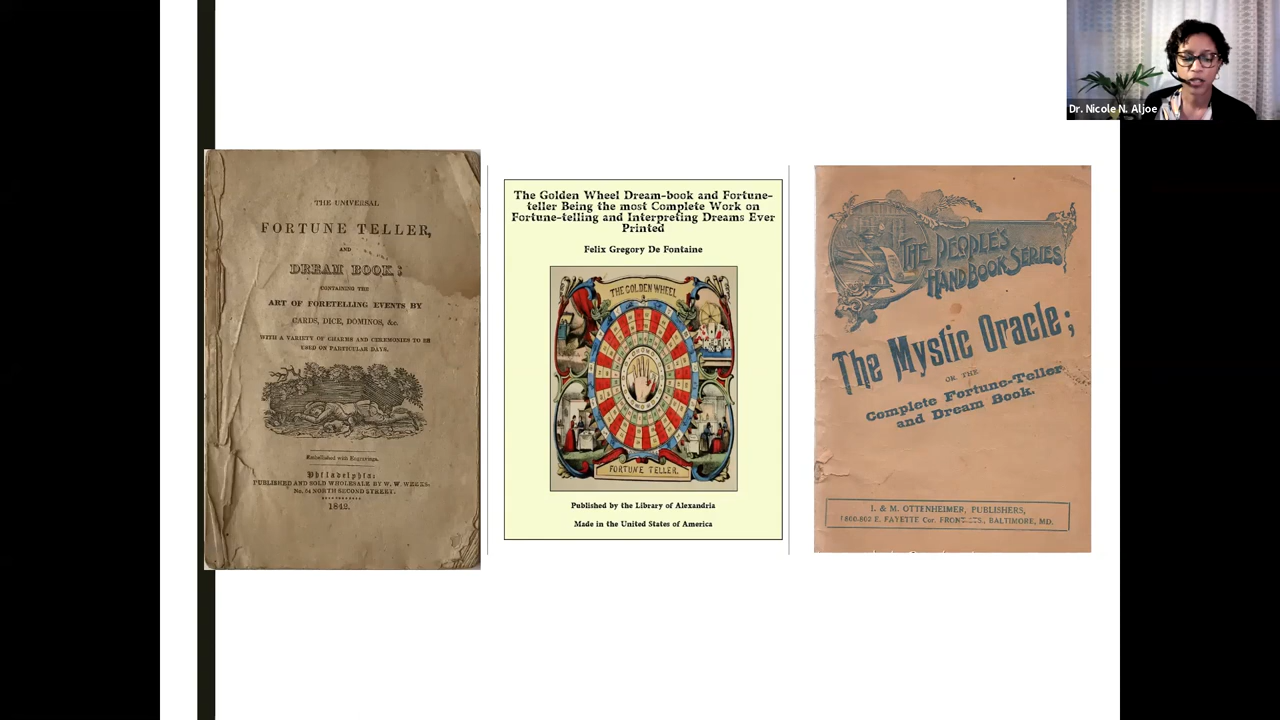 Dr. Nicole N. Aljoe
THE UNIVERSAL
FORTUNE TELLER,
AND
DREAM BOOK;
CONTAINING THE
ART OF FORETELLING EVENTS BY
CARDS, DICE, DOMINOS, &c.
WITH A VARIETY OF CHARMS AND CEREMONIES TO BE
USED ON PARTICULAR DAYS.
Embellished with Engravings.
Philadelphia:
PUBLISHED AND SOLD WHOLESALE BY W. W. WEEKS,
No. 84 NORTH SECOND STREET.
1842.
The Golden Wheel Dream-book and Fortune-
teller Being the most Complete Work on
Fortune-telling and Interpreting Dreams Ever
Printed
Felix Gregory De Fontaine
THE GOLDEN WHEEL
FORTUNE TELLER.
Published by the Library of Alexandria
Made in the United States of America
THE PEOPLE'S
HANDBOOK SERIES
The Mystic Oracle;
OR THE
Complete Fortune-Teller
and Dream Book.
I. & M. OTTENHEIMER, PUBLISHERS,
E. FAYETTE Cor. BALTIMORE, MD.